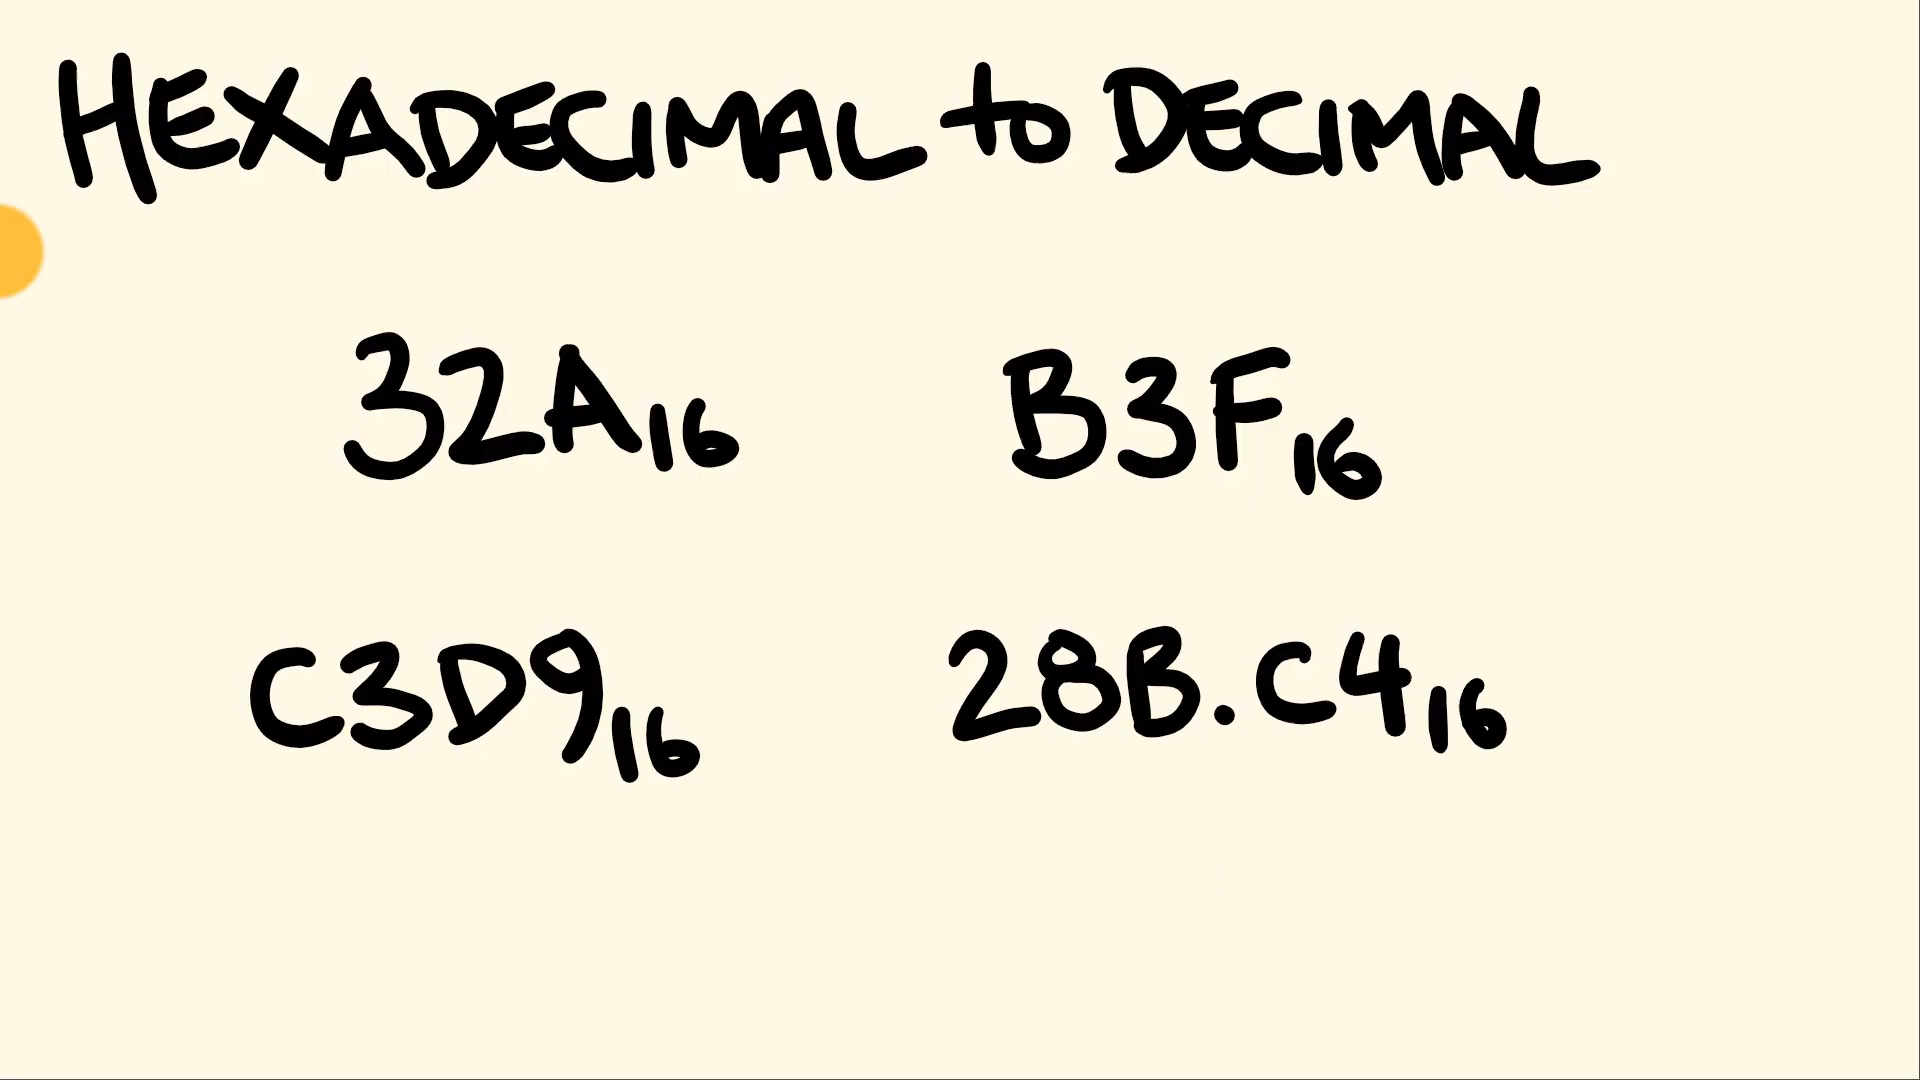 HEXADECIMAL to DECIMAL
32A₁₆ B3F₁₆
C3D9₁₆ 28B.C4₁₆